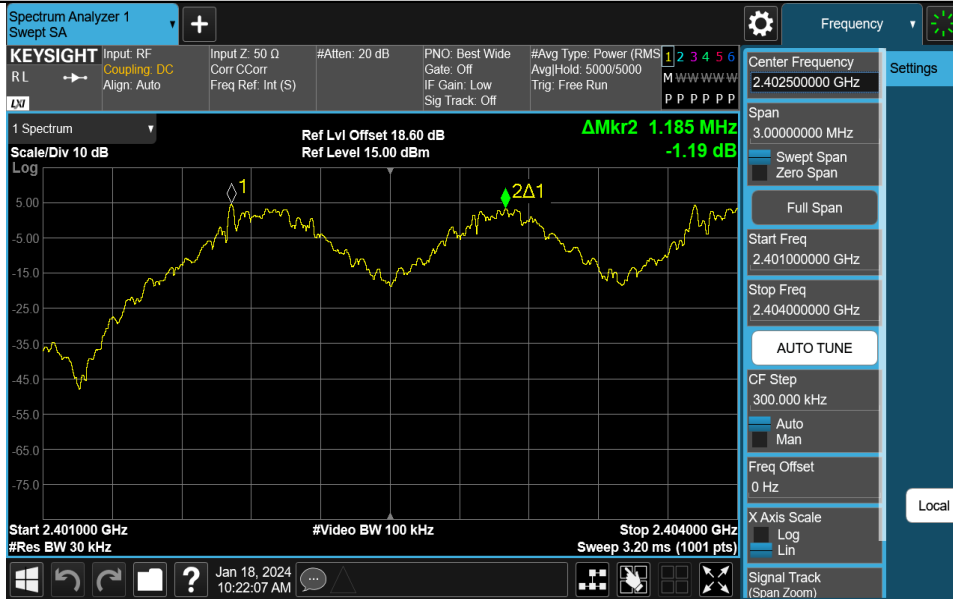 Spectrum Analyzer 1
Swept SA
+
Frequency
KEYSIGHT
R L
LXI
Input: RF
Coupling: DC
Align: Auto
Input Z: 50 Ω
Corr CCorr
Freq Ref: Int (S)
#Atten: 20 dB
PNO: Best Wide
Gate: Off
IF Gain: Low
Sig Track: Off
#Avg Type: Power (RMS
Avg|Hold: 5000/5000
Trig: Free Run
1 2 3 4 5 6
M W W W W W
P P P P P P
1 Spectrum
Scale/Div 10 dB
Ref Lvl Offset 18.60 dB
Ref Level 15.00 dBm
ΔMkr2 1.185 MHz
-1.19 dB
Log
5.00
-5.00
-15.0
-25.0
-35.0
-45.0
-55.0
-65.0
-75.0
1
2Δ1
Start 2.401000 GHz
#Res BW 30 kHz
#Video BW 100 kHz
Stop 2.404000 GHz
Sweep 3.20 ms (1001 pts)
Center Frequency
2.402500000 GHz
Settings
Span
3.00000000 MHz
Swept Span
Zero Span
Full Span
Start Freq
2.401000000 GHz
Stop Freq
2.404000000 GHz
AUTO TUNE
CF Step
300.000 kHz
Auto
Man
Freq Offset
0 Hz
X Axis Scale
Log
Lin
Signal Track
(Span Zoom)
Local
?
Jan 18, 2024
10:22:07 AM